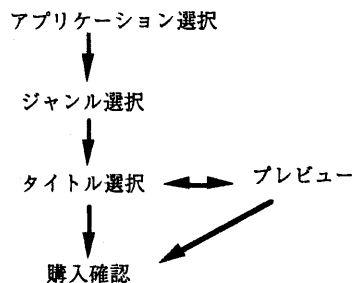 アプリケーション選択
ジャンル選択
タイトル選択
プレビュー
購入確認